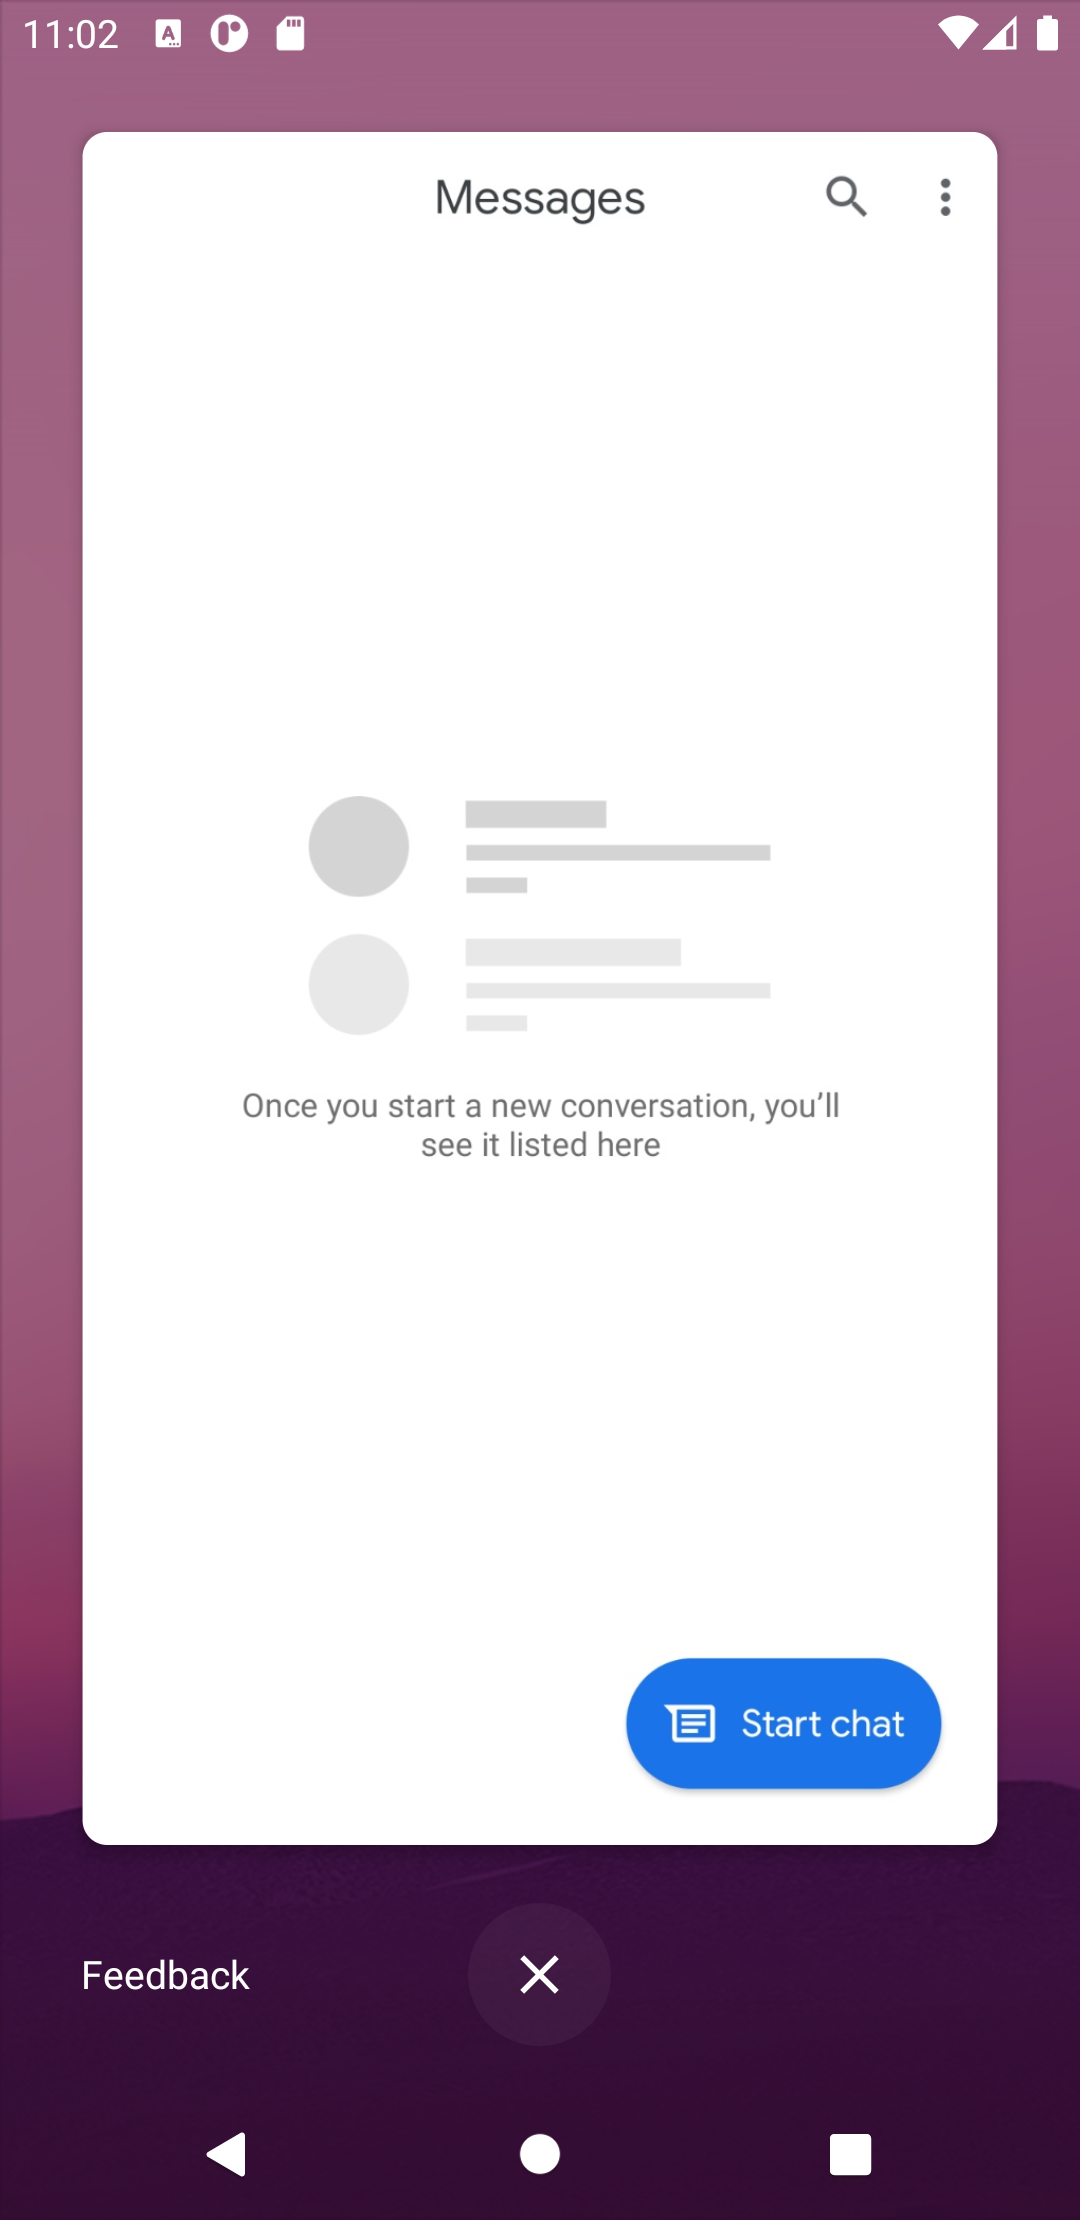 11:02
Messages
Once you start a new conversation, you’ll
see it listed here
Start chat
Feedback